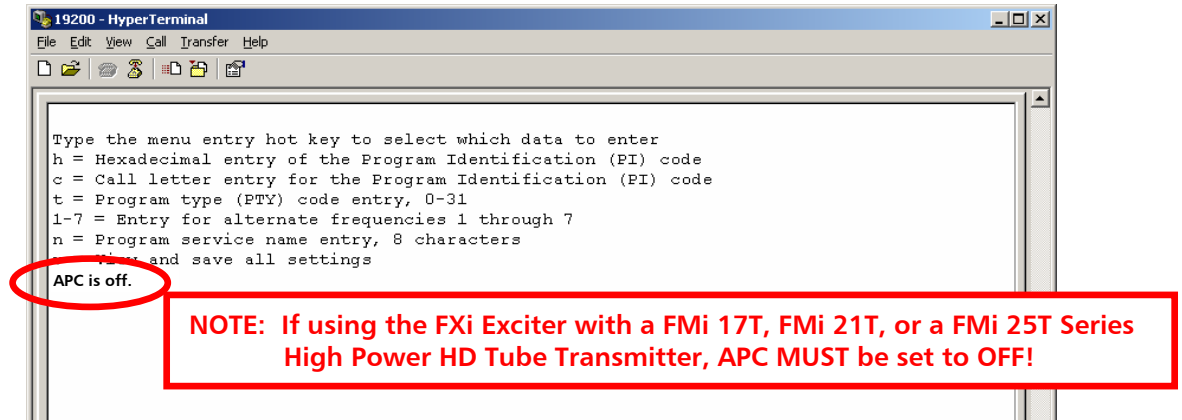 19200 - HyperTerminal
File Edit View Call Transfer Help
Type the menu entry hot key to select which data to enter
h = Hexadecimal entry of the Program Identification (PI) code
c = Call letter entry for the Program Identification (PI) code
t = Program type (PTY) code entry, 0-31
1-7 = Entry for alternate frequencies 1 through 7
n = Program service name entry, 8 characters
View and save all settings
APC is off.
NOTE: If using the FXi Exciter with a FMi 17T, FMi 21T, or a FMi 25T Series
High Power HD Tube Transmitter, APC MUST be set to OFF!